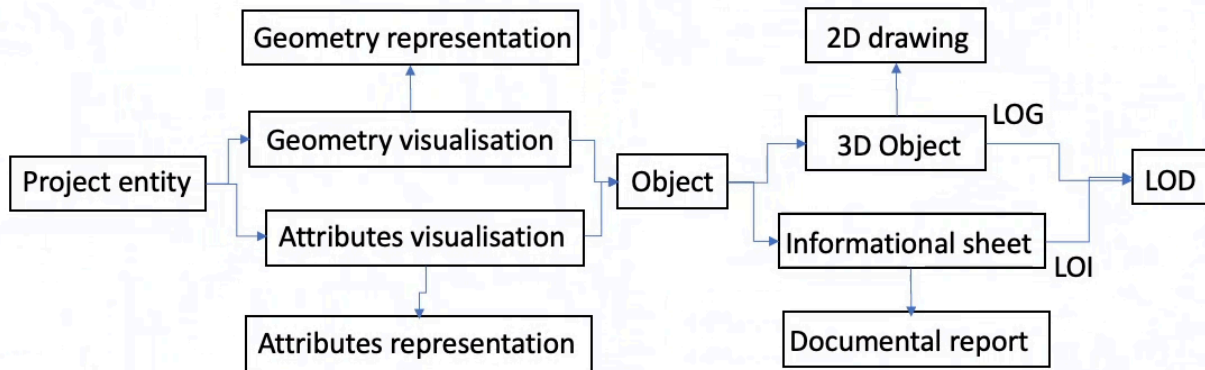 Geometry representation
2D drawing
Geometry visualisation
3D Object
LOG
Project entity
Object
LOD
Attributes visualisation
Informational sheet
LOI
Attributes representation
Documental report